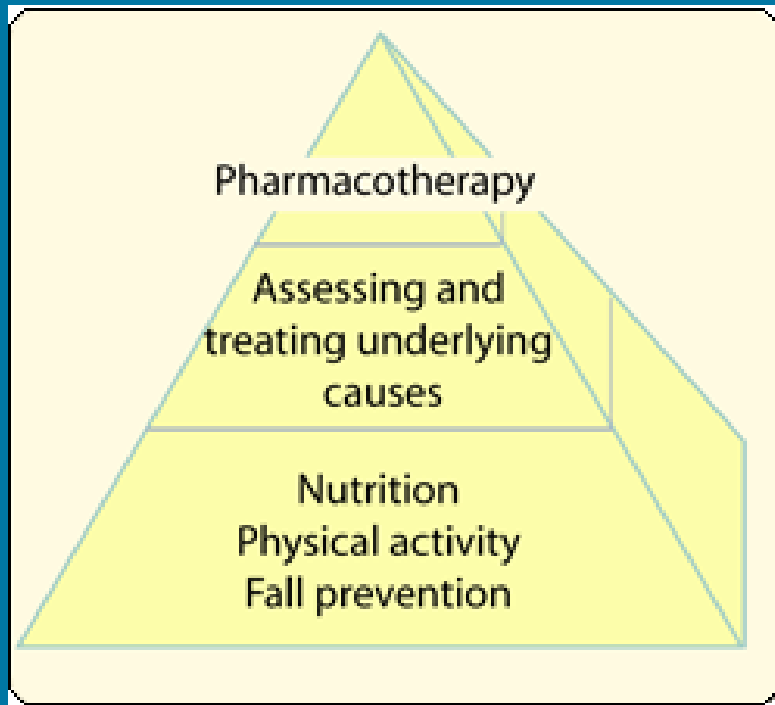 Pharmacotherapy
Assessing and
treating underlying
causes
Nutrition
Physical activity
Fall prevention